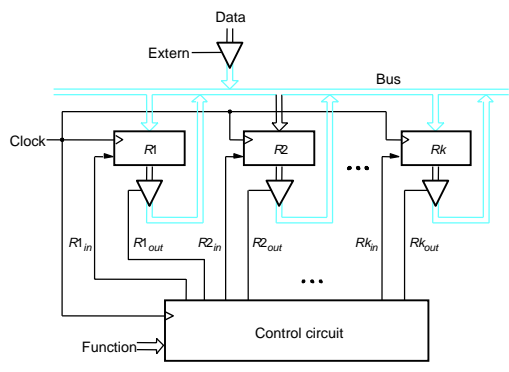 Data
Extern
Bus
Clock
R1
R2
Rk
R1in
R1out
R2in
R2out
Rkin
Rkout
Control circuit
Function